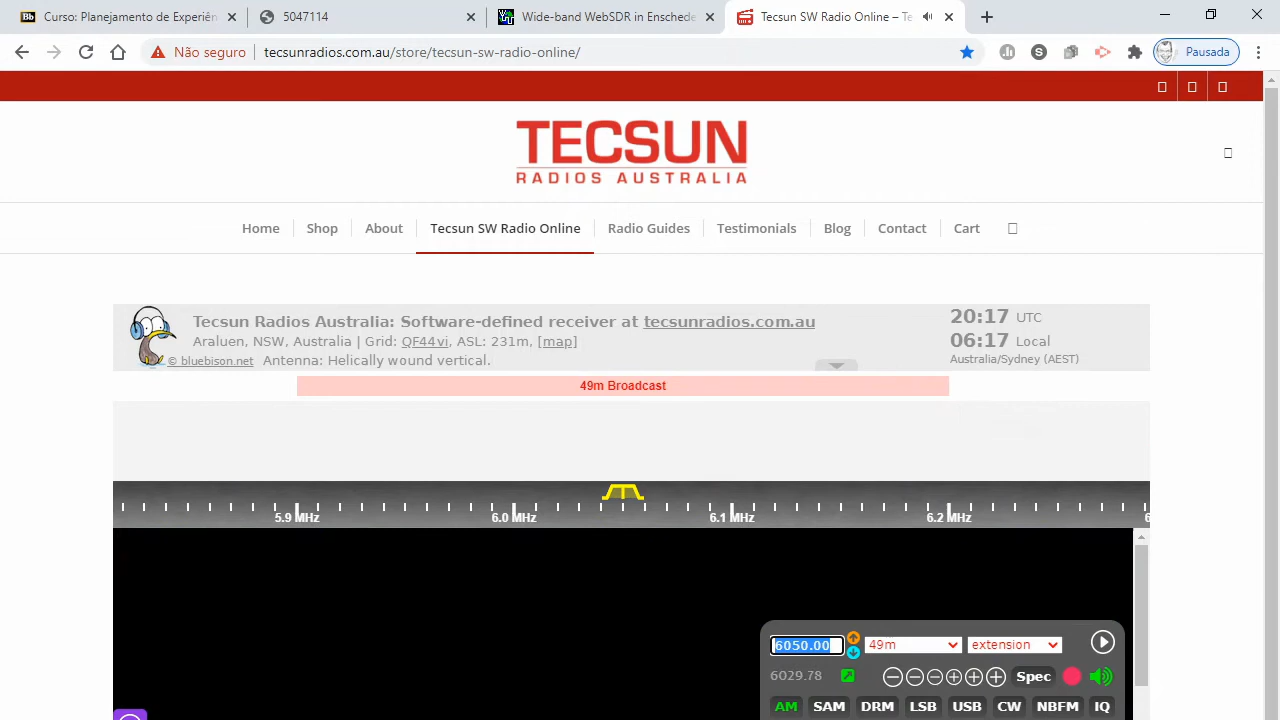 Curso: Planejamento de Experiên
5047114
Wide-band WebSDR in Enschede
Tecsun SW Radio Online – Te
Não seguro
tecsunradios.com.au/store/tecsun-sw-radio-online/
Pausada
TECSUN
RADIOS AUSTRALIA
Home
Shop
About
Tecsun SW Radio Online
Radio Guides
Testimonials
Blog
Contact
Cart
Tecsun Radios Australia: Software-defined receiver at tecsunradios.com.au
Araluen, NSW, Australia | Grid: QF44vi, ASL: 231m, [map]
© bluebison.net Antenna: Helically wound vertical.
20:17 UTC
06:17 Local
Australia/Sydney (AEST)
49m Broadcast
5.9 MHz
6.0 MHz
6.1 MHz
6.2 MHz
6
6050.00
49m
extension
6029.78
Spec
AM
SAM
DRM
LSB
USB
CW
NBFM
IQ